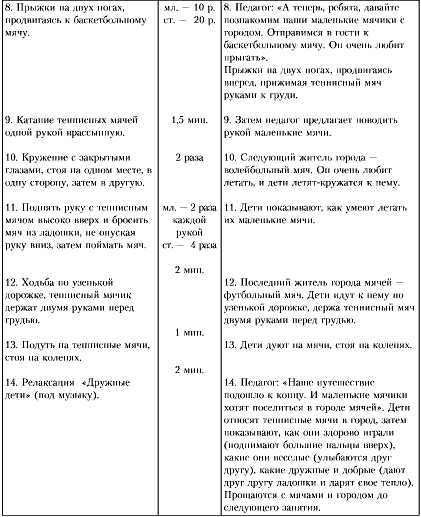 8. Прыжки на двух ногах,
продвигаясь к баскетбольному
мячу.
9. Катание теннисных мячей
одной рукой врассыпную.
10. Кружение с закрытыми
глазами, стоя на одном месте, в
одну сторону, затем в другую.
11. Поднять руку с теннисным
мячом высоко вверх и бросить
мяч из ладошки, не опуская
руку вниз, затем поймать мяч.
12. Ходьба по узенькой
дорожке, теннисный мячик
держат двумя руками перед
грудью.
13. Подуть на теннисные мячи,
стоя на коленях.
14. Релаксация «Дружные
дети» (под музыку).
мл. — 10 р.
ст. — 20 р.
1,5 мин.
2 раза
мл. — 2 раза
каждой
рукой
ст. — 4 раза
2 мин.
1 мин.
2 мин.
8. Педагог: «А теперь, ребята, давайте
познакомим наши маленькие мячики с
городом. Отправимся в гости к
баскетбольному мячу. Он очень любит
прыгать».
Прыжки на двух ногах, продвигаясь
вперед, прижимая теннисный мяч
руками к груди.
9. Затем педагог предлагает поводить
рукой маленькие мячи.
10. Следующий житель города —
волейбольный мяч. Он очень любит
летать, и дети летят-кружатся к нему.
11. Дети показывают, как умеют летать
их маленькие мячи.
12. Последний житель города мячей —
футбольный мяч. Дети идут к нему по
узенькой дорожке, держа теннисный мяч
двумя руками перед грудью.
13. Дети дуют на мячи, стоя на коленях.
14. Педагог: «Наше путешествие
подошло к концу. И маленькие мячики
хотят поселиться в городе мячей». Дети
относят теннисные мячи в город, затем
показывают, как они здорово играли
(поднимают большие пальцы вверх),
какие они веселые (улыбаются друг
другу), какие дружные и добрые (дают
друг другу ладошки и дарят свое тепло).
Прощаются с мячами и городом до
следующего занятия.